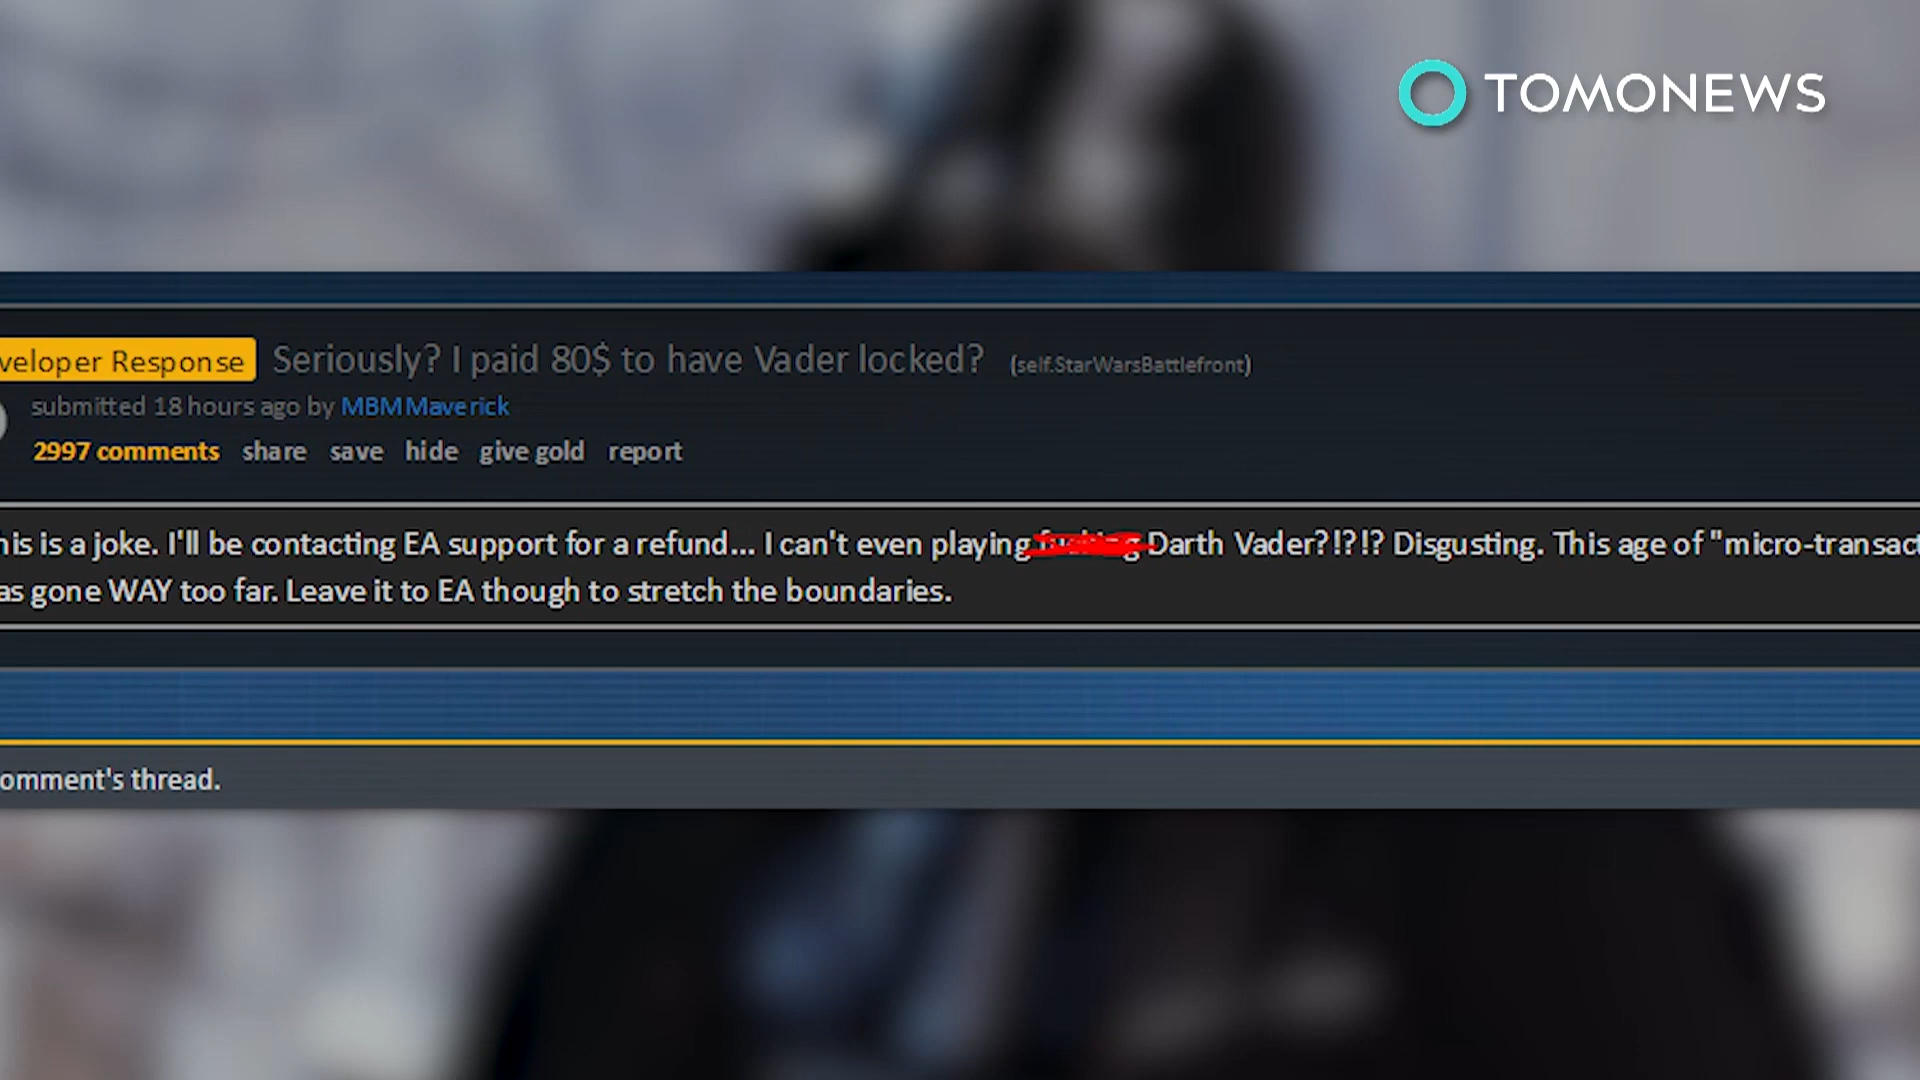 TOMONEWS
veloper Response Seriously? I paid 80$ to have Vader locked? (self.StarWarsBattlefront)
submitted 18 hours ago by MBMMaverick
2997 comments share save hide give gold report
his is a joke. I'll be contacting EA support for a refund... I can't even playing Darth Vader?!?!? Disgusting. This age of "micro-transact
as gone WAY too far. Leave it to EA though to stretch the boundaries.
omment's thread.